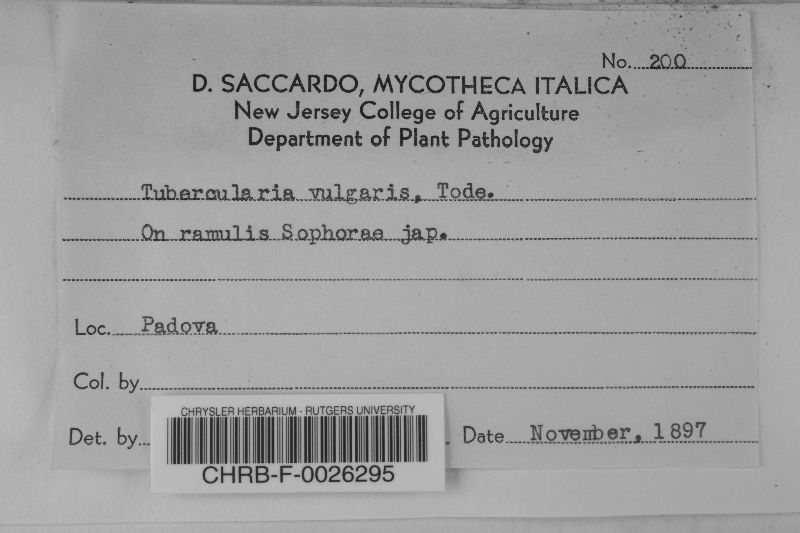 No. 200
D. SACCARDO, MYCOTHECA ITALICA
New Jersey College of Agriculture
Department of Plant Pathology
Tubercularia vulgaris, Tode.
On ramulis Sophorae jap.
Loc. Padova
Col. by
Det. by Date November, 1897
CHRYSLER HERBARIUM - RUTGERS UNIVERSITY
CHRB-F-0026295